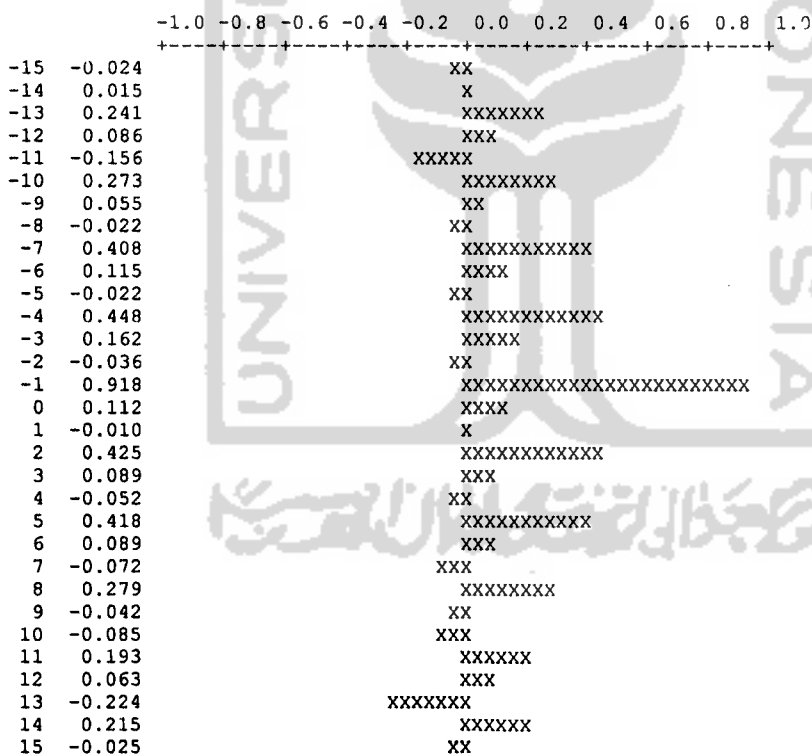 -1.0 -0.8 -0.6 -0.4 -0.2 0.0 0.2 0.4 0.6 0.8 1.0
+----+----+----+----+----+----+----+----+----+----+
-15 -0.024 XX
-14 0.015 X
-13 0.241 XXXXXXX
-12 0.086 XXX
-11 -0.156 XXXXX
-10 0.273 XXXXXXXX
-9 0.055 XX
-8 -0.022 XX
-7 0.408 XXXXXXXXXXX
-6 0.115 XXXX
-5 -0.022 XX
-4 0.448 XXXXXXXXXXXX
-3 0.162 XXXXX
-2 -0.036 XX
-1 0.918 XXXXXXXXXXXXXXXXXXXXXXXX
0 0.112 XXXX
1 -0.010 X
2 0.425 XXXXXXXXXXXX
3 0.089 XXX
4 -0.052 XX
5 0.418 XXXXXXXXXXX
6 0.089 XXX
7 -0.072 XXX
8 0.279 XXXXXXXX
9 -0.042 XX
10 -0.085 XXX
11 0.193 XXXXXX
12 0.063 XXX
13 -0.224 XXXXXXX
14 0.215 XXXXXX
15 -0.025 XX
UNIVERSI
ONESIA